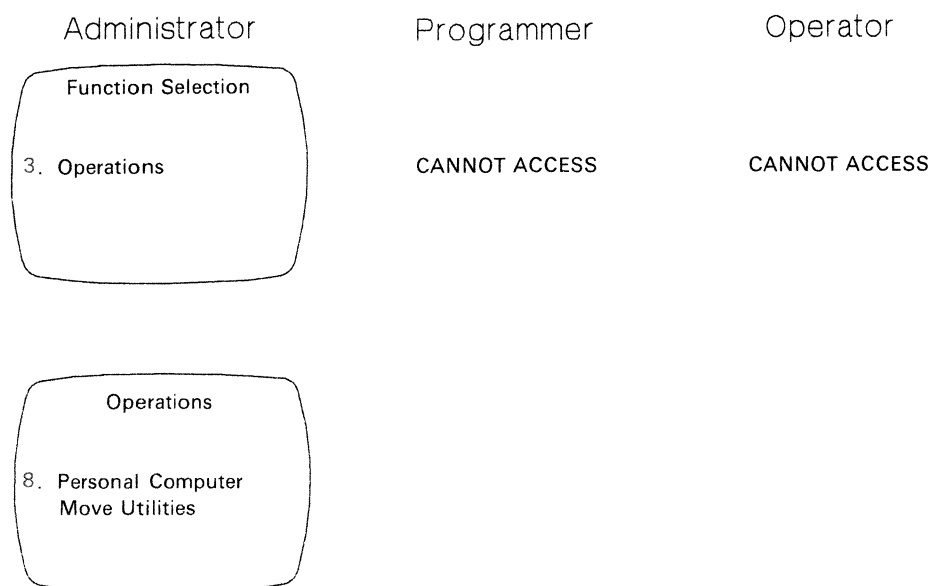 Administrator Programmer Operator
Function Selection
3. Operations CANNOT ACCESS CANNOT ACCESS
Operations
8. Personal Computer
Move Utilities